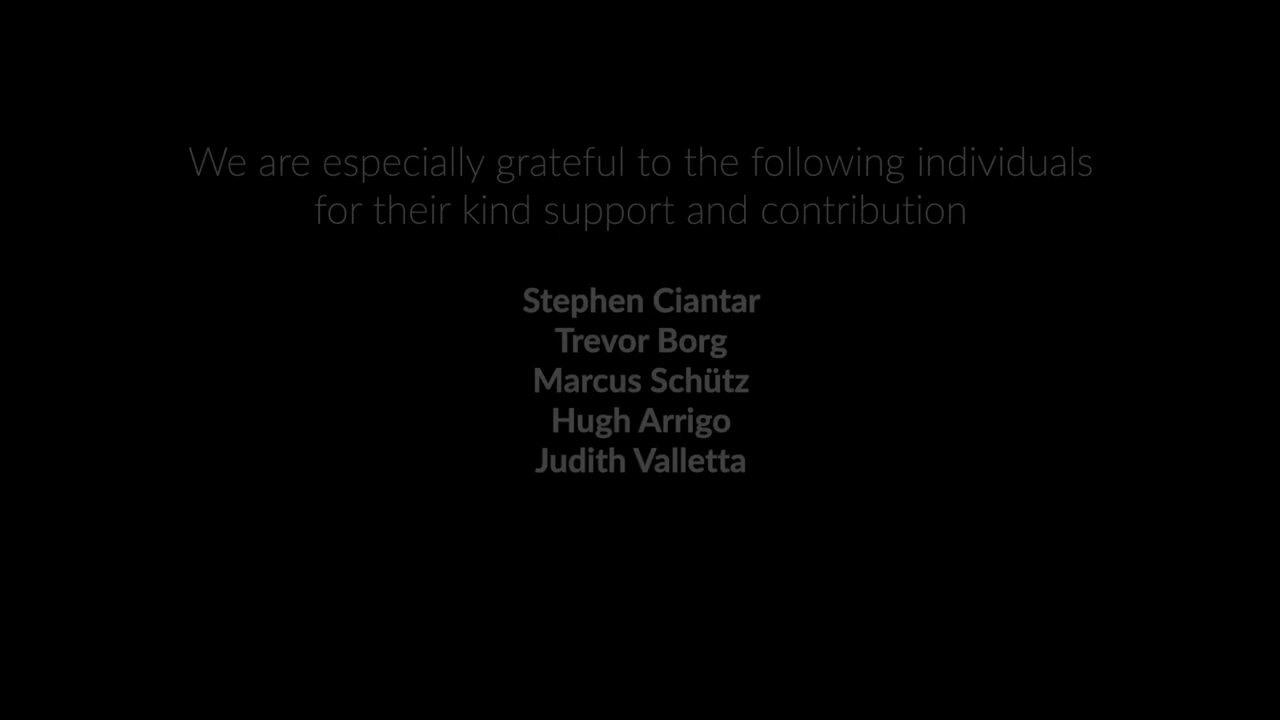 We are especially grateful to the following individuals
for their kind support and contribution
Stephen Ciantar
Trevor Borg
Marcus Schütz
Hugh Arrigo
Judith Valletta